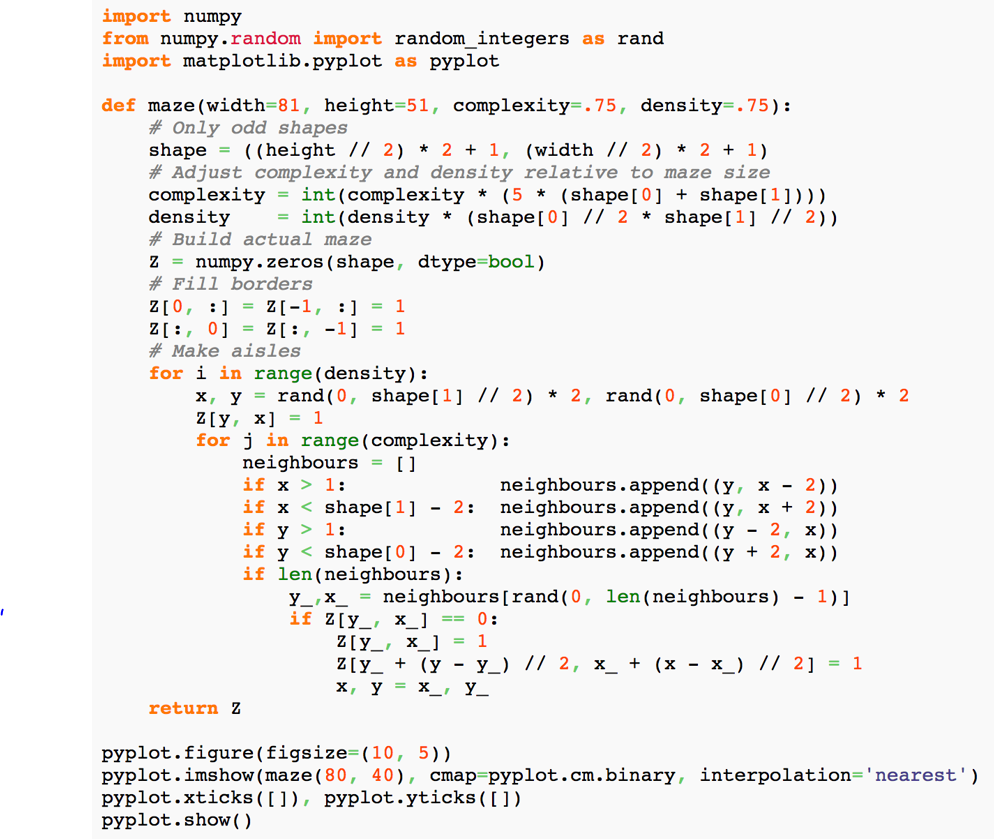 import numpy
from numpy.random import random_integers as rand
import matplotlib.pyplot as pyplot

def maze(width=81, height=51, complexity=.75, density=.75):
    # Only odd shapes
    shape = ((height // 2) * 2 + 1, (width // 2) * 2 + 1)
    # Adjust complexity and density relative to maze size
    complexity = int(complexity * (5 * (shape[0] + shape[1])))
    density    = int(density * (shape[0] // 2 * shape[1] // 2))
    # Build actual maze
    Z = numpy.zeros(shape, dtype=bool)
    # Fill borders
    Z[0, :] = Z[-1, :] = 1
    Z[:, 0] = Z[:, -1] = 1
    # Make aisles
    for i in range(density):
        x, y = rand(0, shape[1] // 2) * 2, rand(0, shape[0] // 2) * 2
        Z[y, x] = 1
        for j in range(complexity):
            neighbours = []
            if x > 1:             neighbours.append((y, x - 2))
            if x < shape[1] - 2:  neighbours.append((y, x + 2))
            if y > 1:             neighbours.append((y - 2, x))
            if y < shape[0] - 2:  neighbours.append((y + 2, x))
            if len(neighbours):
                y_,x_ = neighbours[rand(0, len(neighbours) - 1)]
                if Z[y_, x_] == 0:
                    Z[y_, x_] = 1
                    Z[y_ + (y - y_) // 2, x_ + (x - x_) // 2] = 1
                    x, y = x_, y_
    return Z

pyplot.figure(figsize=(10, 5))
pyplot.imshow(maze(80, 40), cmap=pyplot.cm.binary, interpolation='nearest')
pyplot.xticks([]), pyplot.yticks([])
pyplot.show()